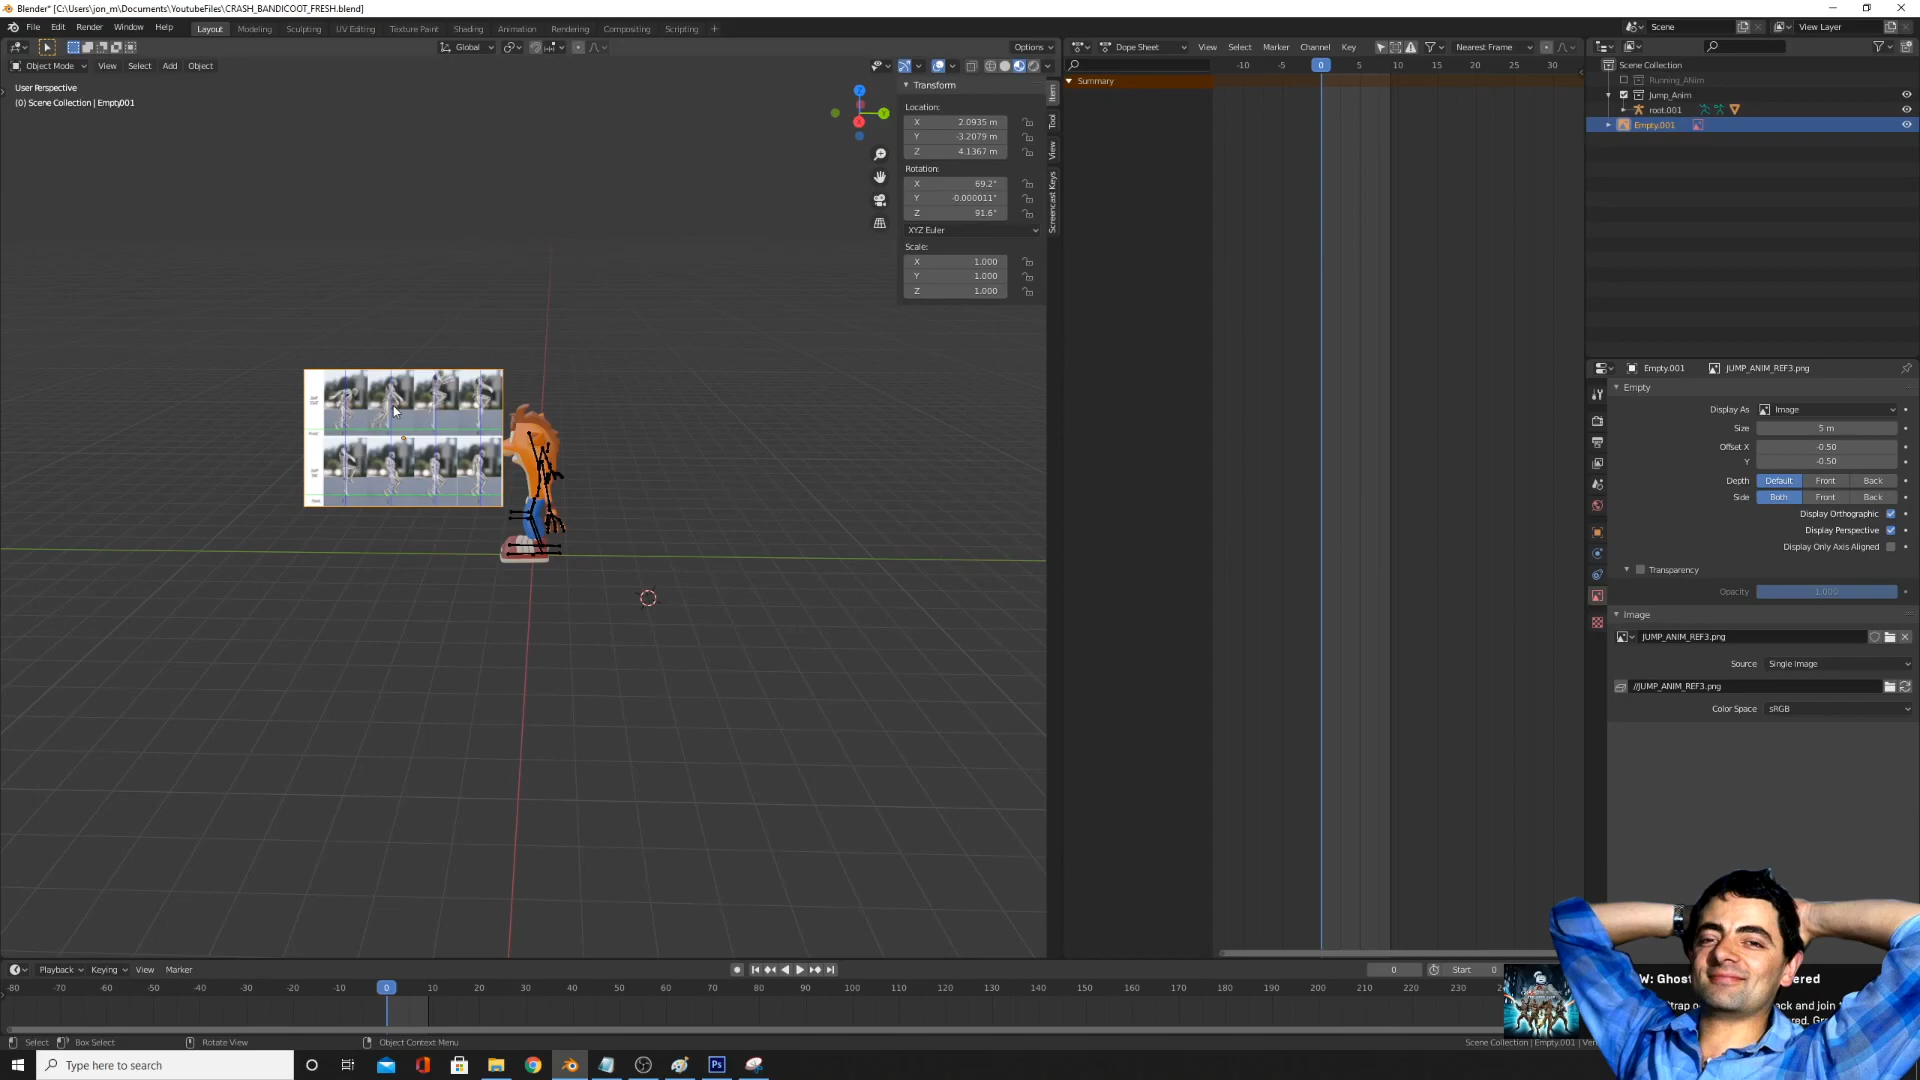 Blender* [C:\Users\jon_m\Documents\YoutubeFiles\CRASH_BANDICOOT_FRESH.blend]
File Edit Render Window Help Layout Modeling Sculpting UV Editing Texture Paint Shading Animation Rendering Compositing Scripting + Scene View Layer
Global Options Dope Sheet View Select Marker Channel Key Nearest Frame
Object Mode View Select Add Object
User Perspective
(0) Scene Collection | Empty.001
Z
Y
X
Transform
Location:
X 2.0935 m
Y -3.2079 m
Z 4.1367 m
Rotation:
X 69.2°
Y -0.000011°
Z 91.6°
XYZ Euler
Scale:
X 1.000
Y 1.000
Z 1.000
Item
Tool
View
Screencast Keys
-10 -5 0 5 10 15 20 25 30
Summary
Scene Collection
Running_ANim
Jump_Anim
root.001
Empty.001
Empty.001 JUMP_ANIM_REF3.png
Empty
Display As Image
Size 5 m
Offset X -0.50
Y -0.50
Depth Default Front Back
Side Both Front Back
Display Orthographic
Display Perspective
Display Only Axis Aligned
Transparency
Opacity 1.000
Image
JUMP_ANIM_REF3.png
Source Single Image
//JUMP_ANIM_REF3.png
Color Space sRGB
Playback Keying View Marker 0 Start 0
-80 -70 -60 -50 -40 -30 -20 -10 0 10 20 30 40 50 60 70 80 90 100 110 120 130 140 150 160 170 180 190 200 210 220 230
Select Box Select Rotate View Object Context Menu Scene Collection | Empty.001 |
W: Ghost ered
trap o ck and join
red. Gr
Type here to search
Ps